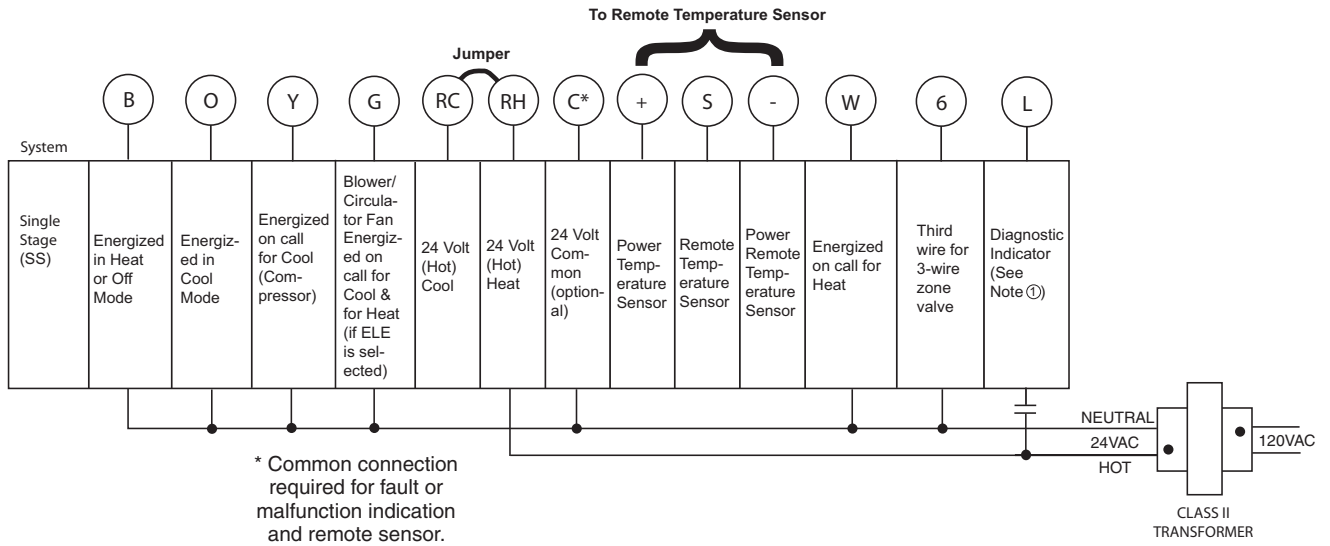 To Remote Temperature Sensor
Jumper
B
O
Y
G
RC
RH
C*
+
S
-
W
6
L
System
Single
Stage
(SS)
Energized
in Heat
or Off
Mode
Energiz-
ed in
Cool
Mode
Energized
on call
for Cool
(Com-
pressor)
Blower/
Circula-
tor Fan
Energiz-
ed on
call for
Cool &
for Heat
(if ELE
is sel-
ected)
24 Volt
(Hot)
Cool
24 Volt
(Hot)
Heat
24 Volt
Com-
mon
(option-
al)
Power
Temp-
erature
Sensor
Remote
Temp-
erature
Sensor
Power
Remote
Temp-
erature
Sensor
Energized
on call for
Heat
Third
wire for
3-wire
zone
valve
Diagnostic
Indicator
(See
Note ①)
NEUTRAL
24VAC
HOT
120VAC
CLASS II
TRANSFORMER
* Common connection
required for fault or
malfunction indication
and remote sensor.